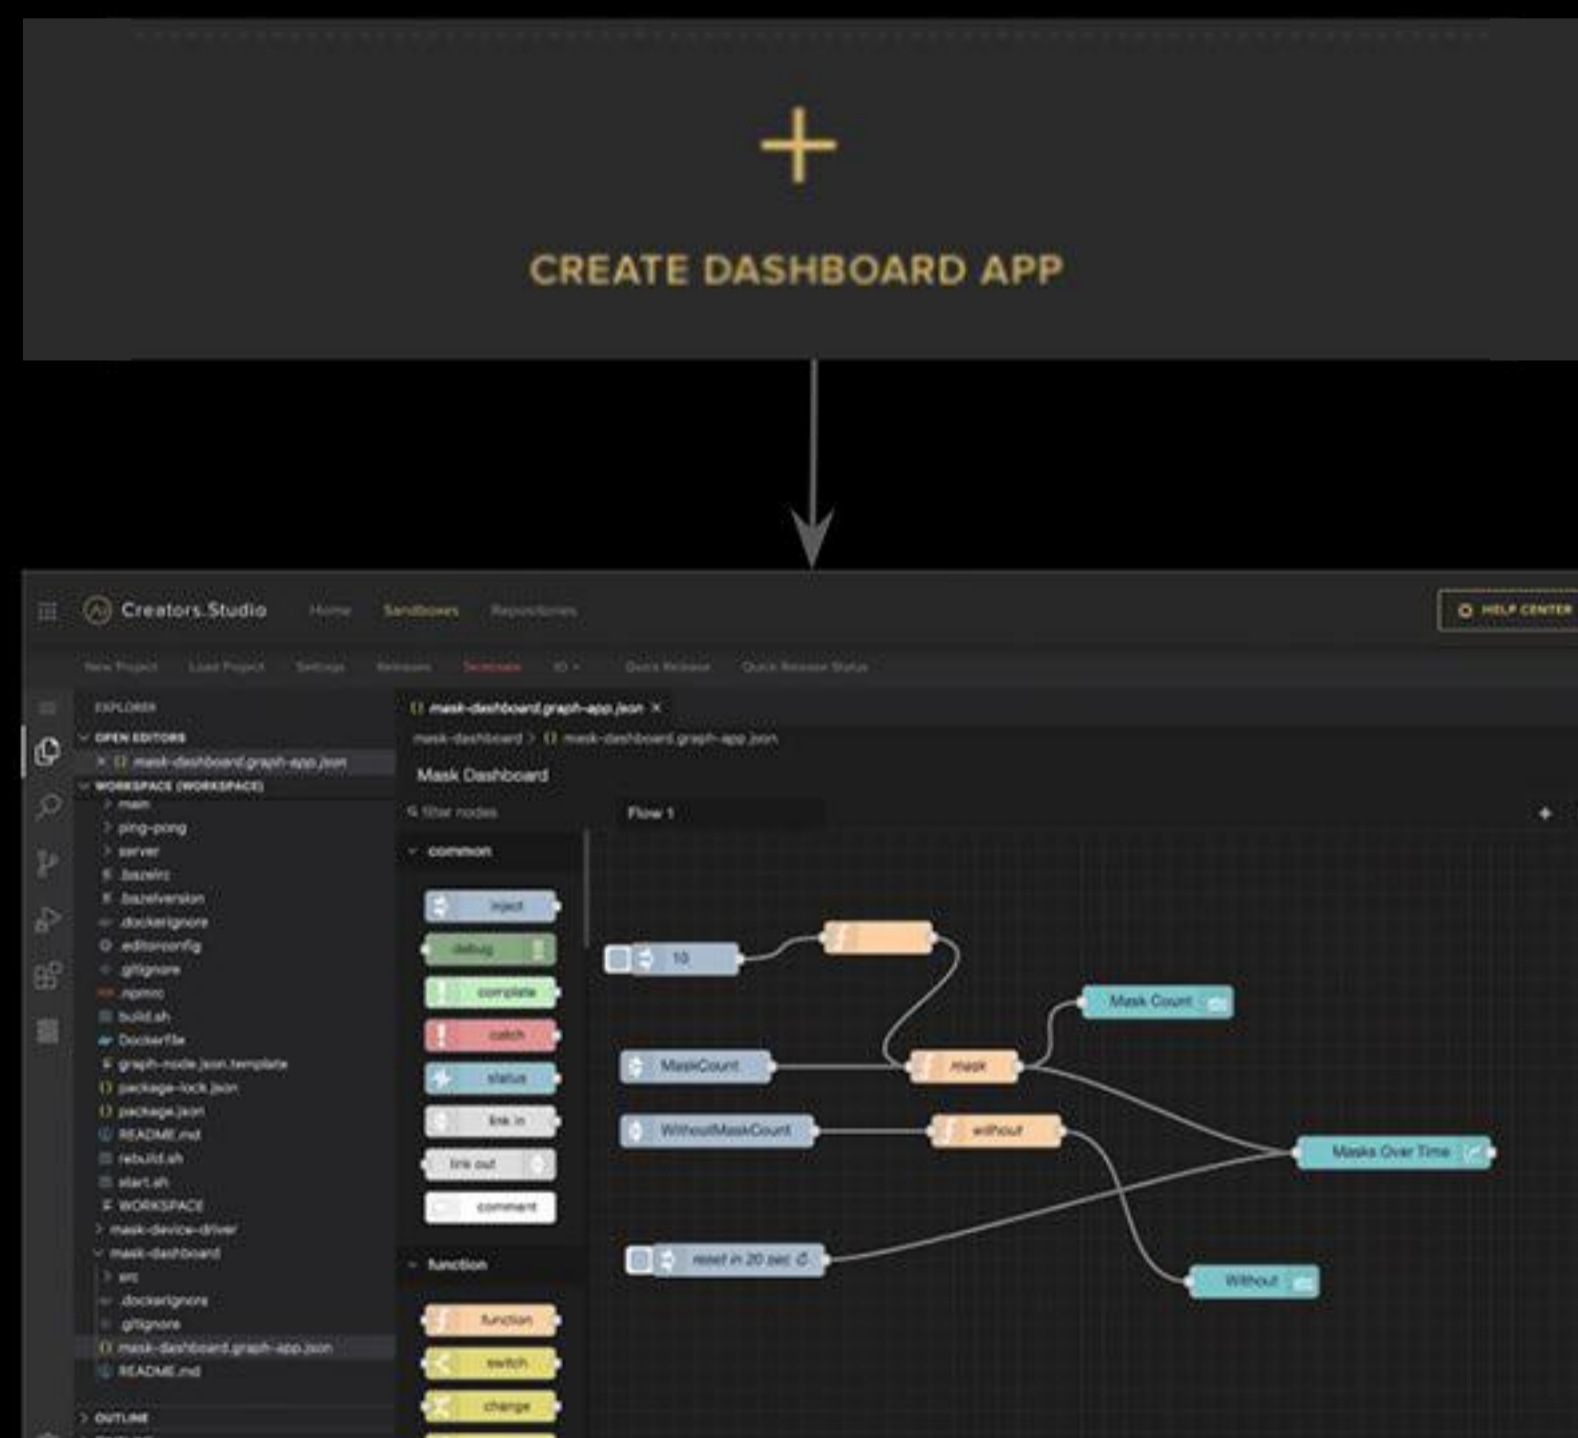 CREATE DASHBOARD APP
Creators.Studio Home Sandboxes Repositories HELP CENTER
New Project Load Project Settings Releases Terminate IO Quick Release Quick Release Status
EXPLORER
OPEN EDITORS
{} mask-dashboard.graph-app.json
WORKSPACE (WORKSPACE)
main
ping-pong
server
.bazelrc
.bazelversion
.dockerignore
.editorconfig
.gitignore
.npmrc
build.sh
Dockerfile
graph-node.json.template
{} package-lock.json
{} package.json
README.md
rebuild.sh
start.sh
WORKSPACE
mask-device-driver
mask-dashboard
src
.dockerignore
.gitignore
{} mask-dashboard.graph-app.json
README.md
OUTLINE
{} mask-dashboard.graph-app.json ×
mask-dashboard > {} mask-dashboard.graph-app.json
Mask Dashboard
filter nodes
common
inject
debug
complete
catch
status
link in
link out
comment
function
function
switch
change
Flow 1
10
Mask Count
MaskCount
mask
WithoutMaskCount
without
Masks Over Time
reset in 20 sec
Without